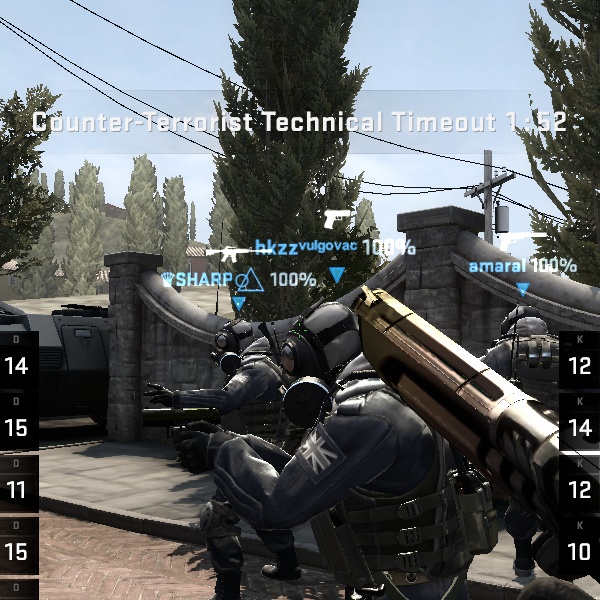 Counter-Terrorist Technical Timeout 1:52
hkzz vulgovac 100%
SHARP 100%
amaral 100%
D
14
D
15
D
11
D
15
D
K
12
K
14
K
12
K
10
K